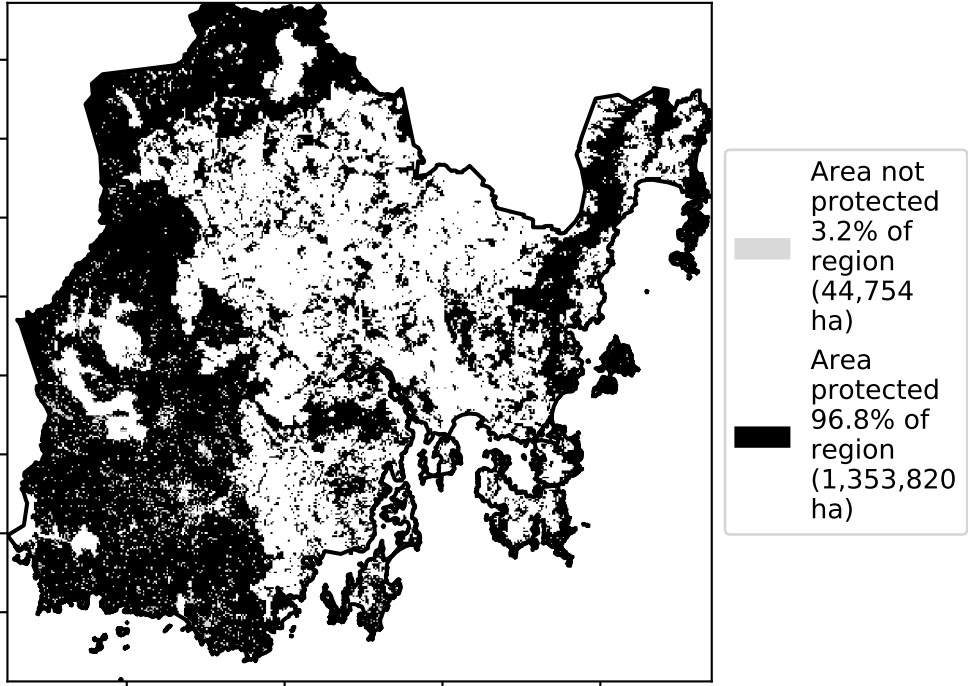 Area not
protected
3.2% of
region
(44,754
ha)
Area
protected
96.8% of
region
(1,353,820
ha)